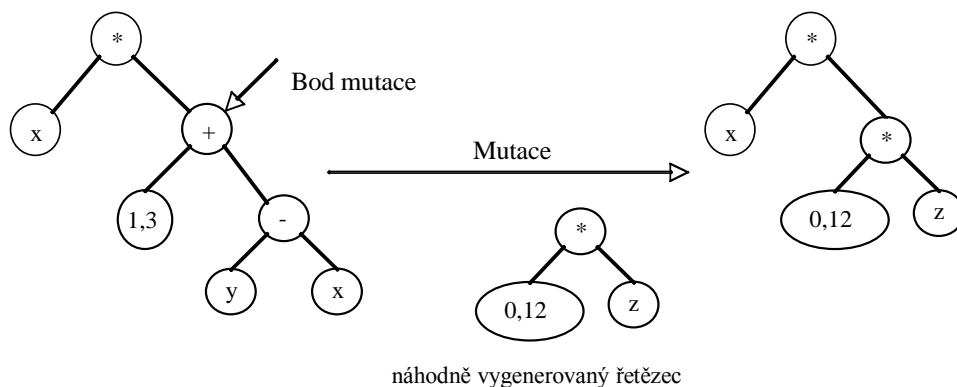 *
*
Bod mutace
x
+
x
*
Mutace
1,3
-
0,12
z
*
y
x
0,12
z
náhodně vygenerovaný řetězec